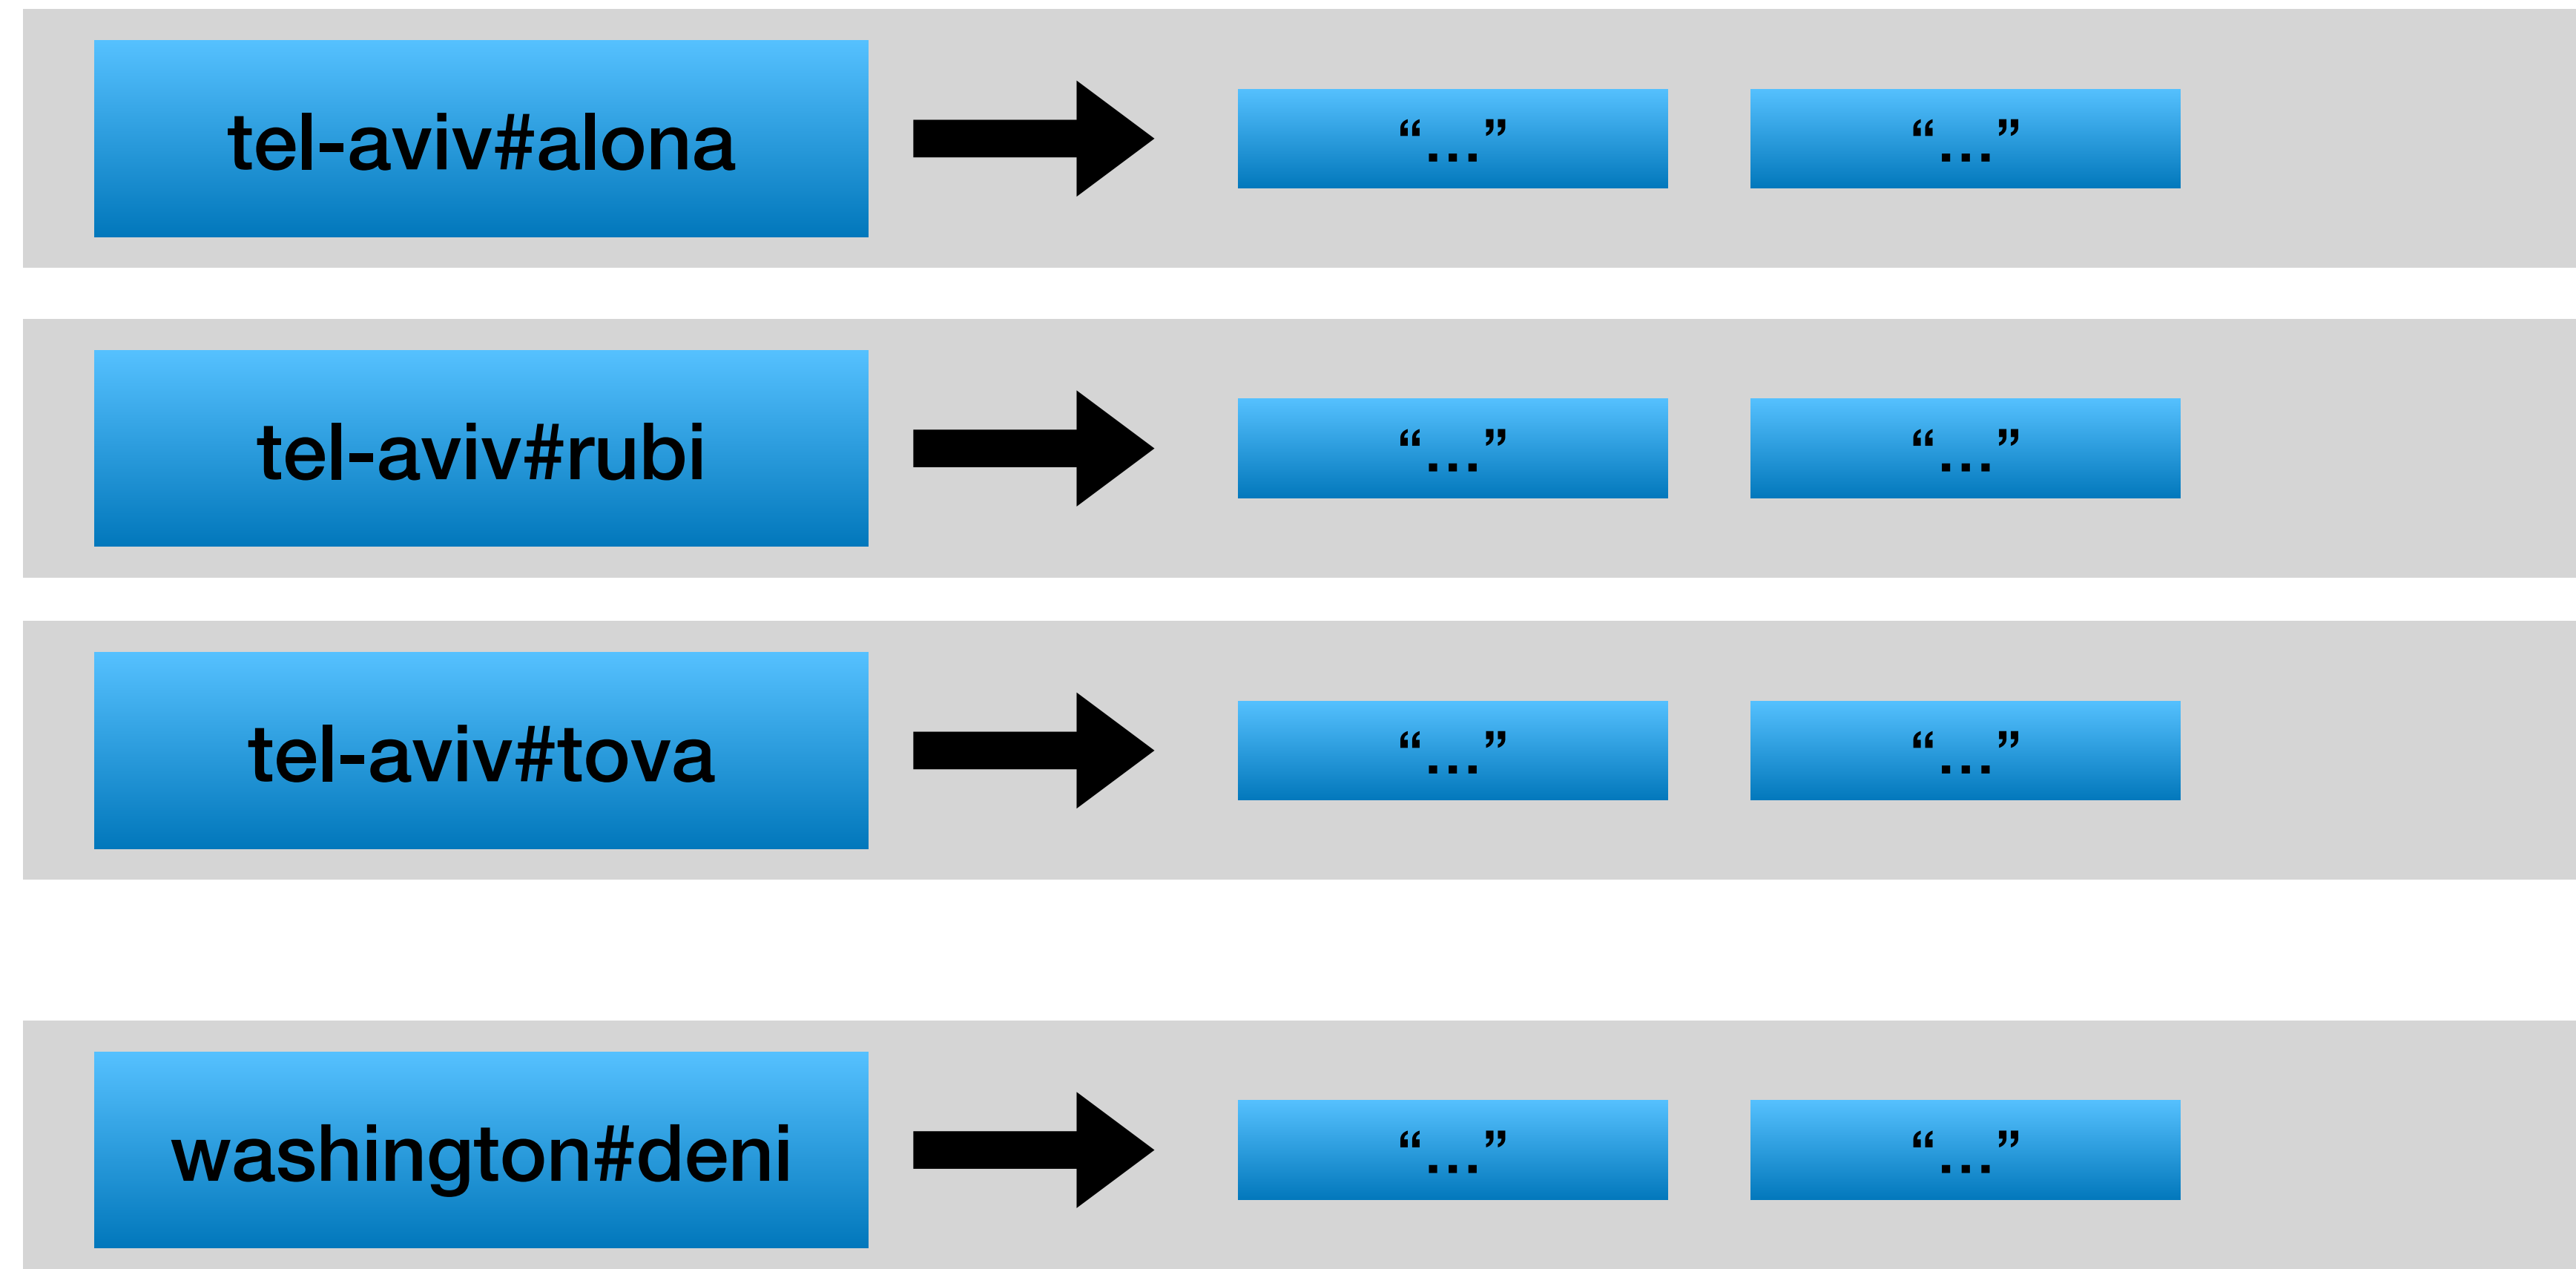 tel-aviv#alona “...” “...”
tel-aviv#rubi “...” “...”
tel-aviv#tova “...” “...”
washington#deni “...” “...”